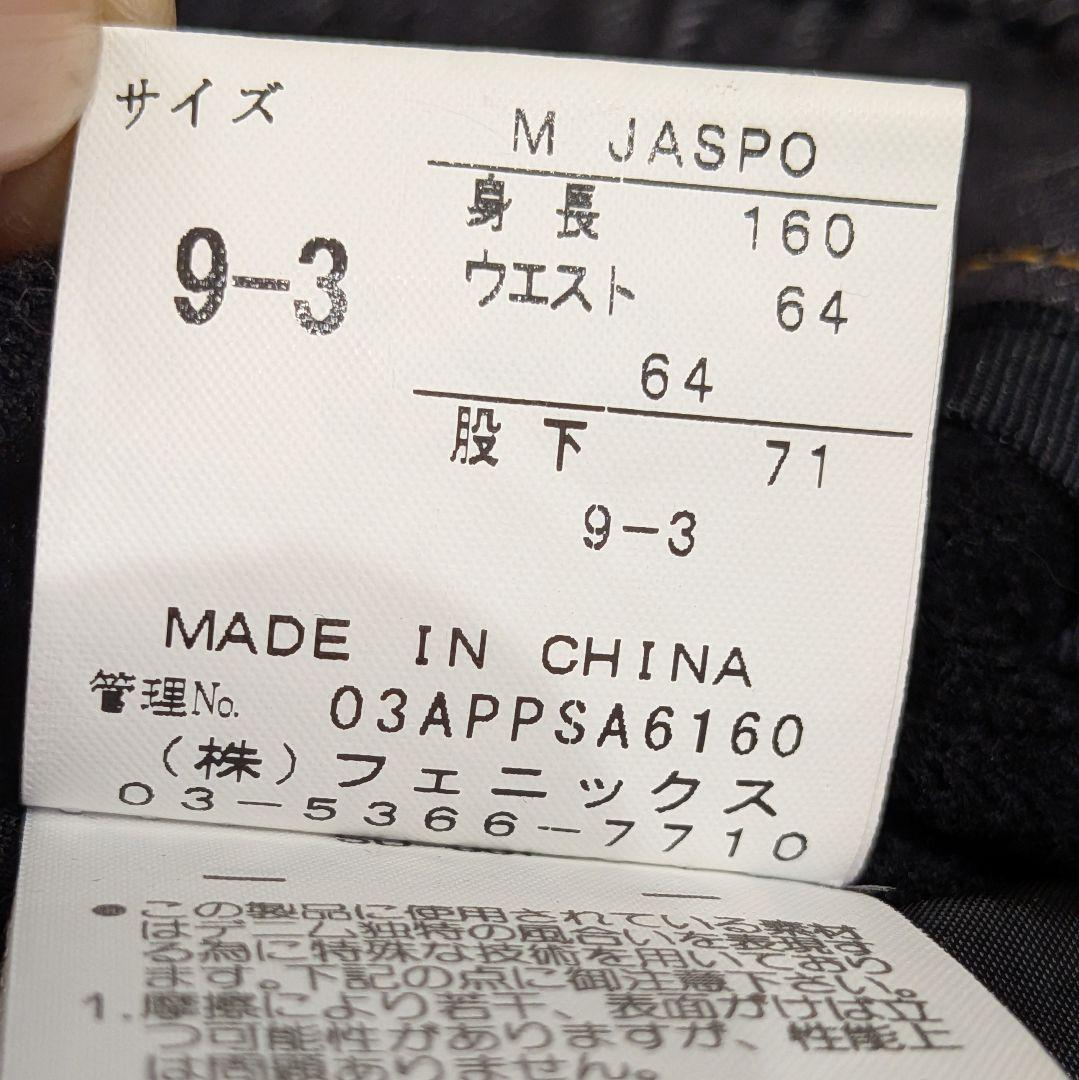 サイズ
M JASPO
身長 160
9-3
ウエスト 64
64
股下 71
9-3
MADE IN CHINA
管理No. 03APPSA6160
(株)フェニックス
03-5366-7710
●この製品に使用されている素材
はデニム独特の風合いを表現す
る為に特殊な技術を用いており
ます。下記の点に御注意下さい。
1.摩擦により若干、表面がけば立
つ可能性がありますが、性能上
は問題ありません。